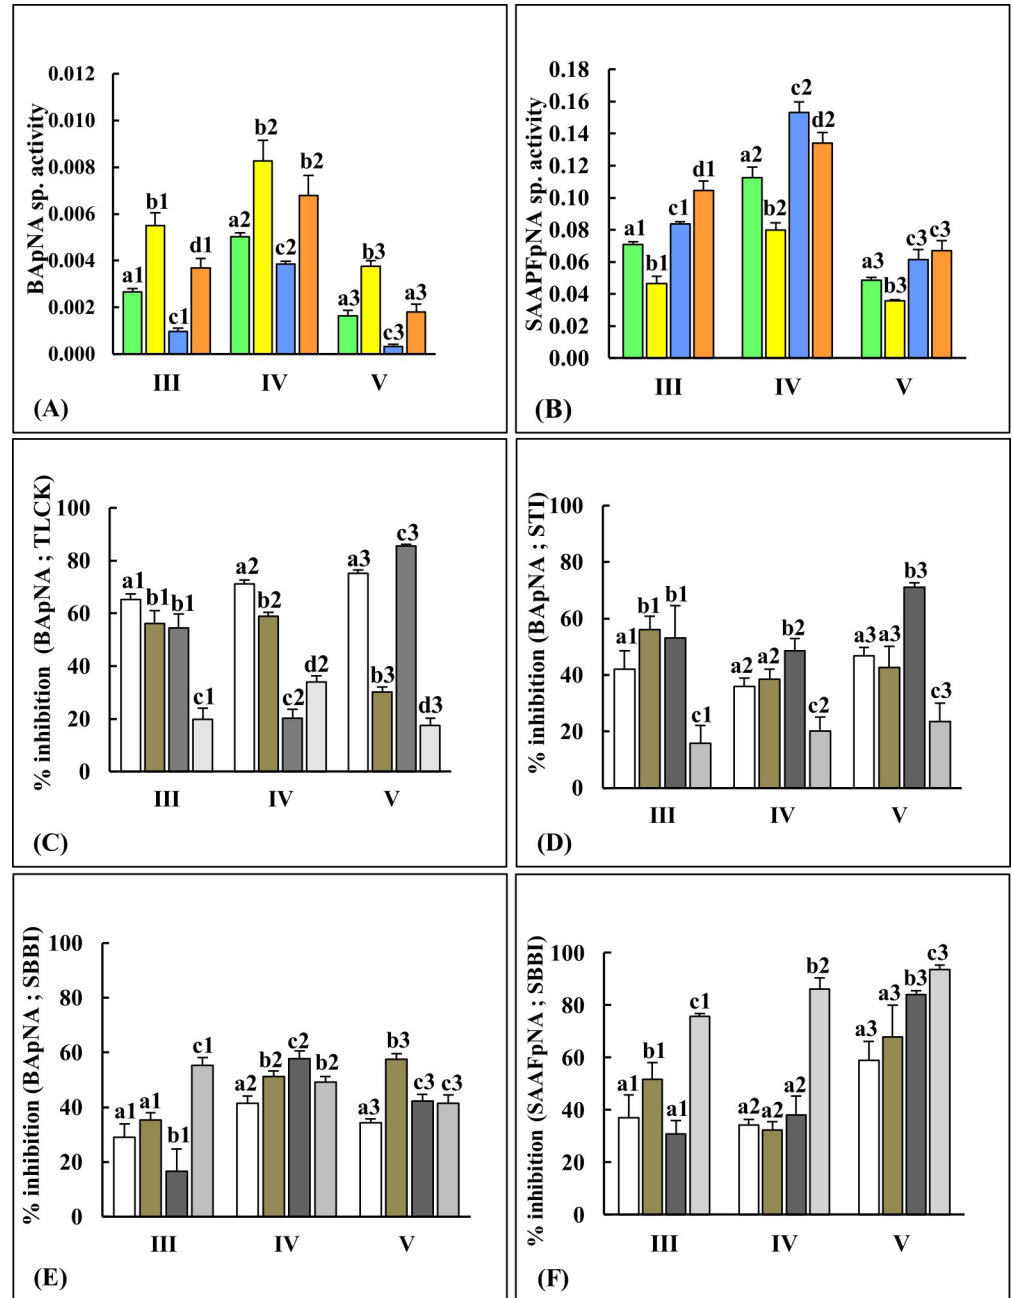 BApNA sp. activity
0.012
0.010
0.008
0.006
0.004
0.002
0.000
a1 b1 c1 d1
a2 b2 c2 b2
a3 b3 c3 a3
III IV V
(A)
SAAPFpNA sp. activity
0.18
0.16
0.14
0.12
0.10
0.08
0.06
0.04
0.02
0.00
a1 b1 c1 d1
a2 b2 c2 d2
a3 b3 c3 c3
III IV V
(B)
% inhibition (BApNA ; TLCK)
100
80
60
40
20
0
a1 b1 b1 c1
a2 b2 c2 d2
a3 b3 c3 d3
III IV V
(C)
% inhibition (BApNA ; STI)
100
80
60
40
20
0
a1 b1 b1 c1
a2 a2 b2 c2
a3 a3 b3 c3
III IV V
(D)
% inhibition (BApNA ; SBBI)
100
80
60
40
20
0
a1 a1 b1 c1
a2 b2 c2 b2
a3 b3 c3 c3
III IV V
(E)
% inhibition (SAAFpNA ; SBBI)
100
80
60
40
20
0
a1 b1 a1 c1
a2 a2 a2 b2
a3 a3 b3 c3
III IV V
(F)